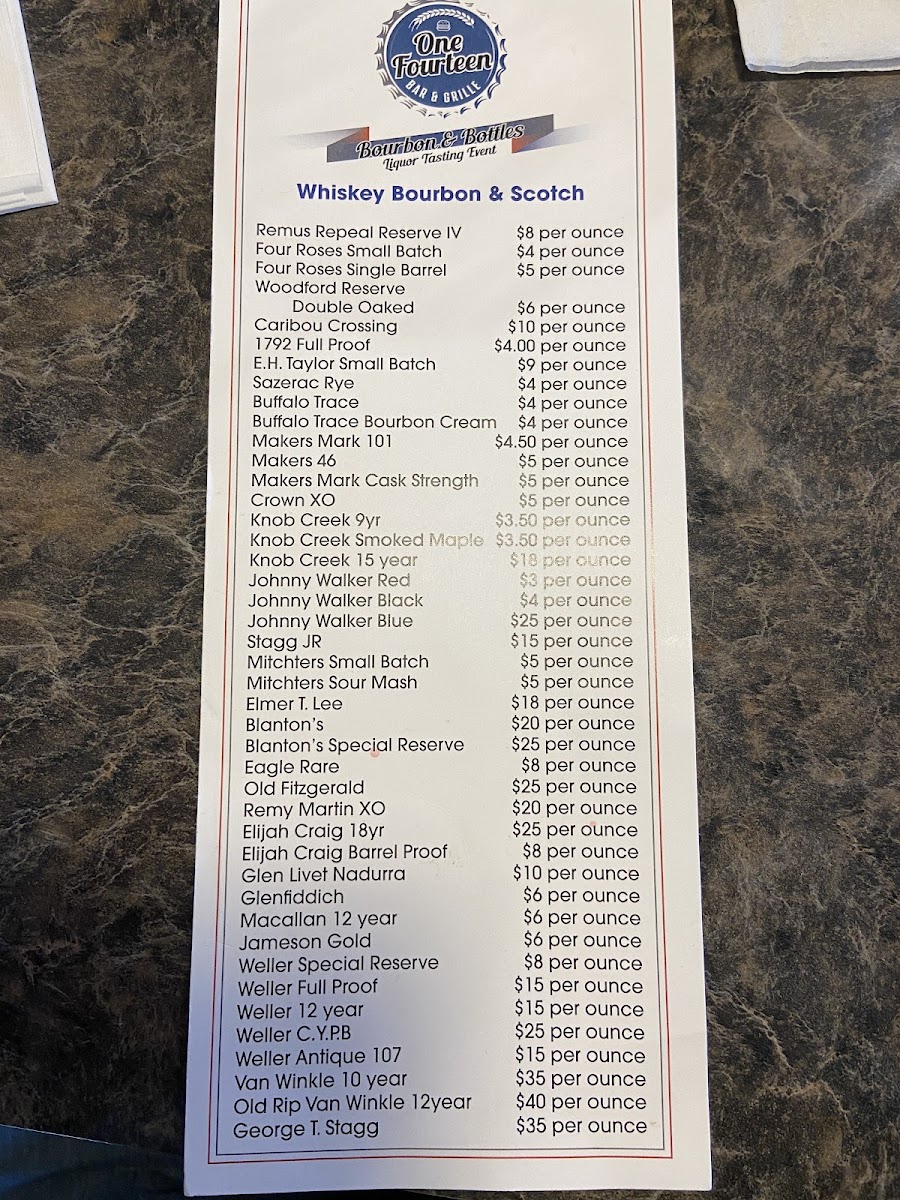 One
Fourteen
BAR & GRILLE
Bourbon & Bottles
Liquor Tasting Event
Whiskey Bourbon & Scotch
Remus Repeal Reserve IV $8 per ounce
Four Roses Small Batch $4 per ounce
Four Roses Single Barrel $5 per ounce
Woodford Reserve
Double Oaked $6 per ounce
Caribou Crossing $10 per ounce
1792 Full Proof $4.00 per ounce
E.H. Taylor Small Batch $9 per ounce
Sazerac Rye $4 per ounce
Buffalo Trace $4 per ounce
Buffalo Trace Bourbon Cream $4 per ounce
Makers Mark 101 $4.50 per ounce
Makers 46 $5 per ounce
Makers Mark Cask Strength $5 per ounce
Crown XO $5 per ounce
Knob Creek 9yr $3.50 per ounce
Knob Creek Smoked Maple $3.50 per ounce
Knob Creek 15 year $18 per ounce
Johnny Walker Red $3 per ounce
Johnny Walker Black $4 per ounce
Johnny Walker Blue $25 per ounce
Stagg JR $15 per ounce
Mitchters Small Batch $5 per ounce
Mitchters Sour Mash $5 per ounce
Elmer T. Lee $18 per ounce
Blanton's $20 per ounce
Blanton's Special Reserve $25 per ounce
Eagle Rare $8 per ounce
Old Fitzgerald $25 per ounce
Remy Martin XO $20 per ounce
Elijah Craig 18yr $25 per ounce
Elijah Craig Barrel Proof $8 per ounce
Glen Livet Nadurra $10 per ounce
Glenfiddich $6 per ounce
Macallan 12 year $6 per ounce
Jameson Gold $6 per ounce
Weller Special Reserve $8 per ounce
Weller Full Proof $15 per ounce
Weller 12 year $15 per ounce
Weller C.Y.P.B $25 per ounce
Weller Antique 107 $15 per ounce
Van Winkle 10 year $35 per ounce
Old Rip Van Winkle 12year $40 per ounce
George T. Stagg $35 per ounce